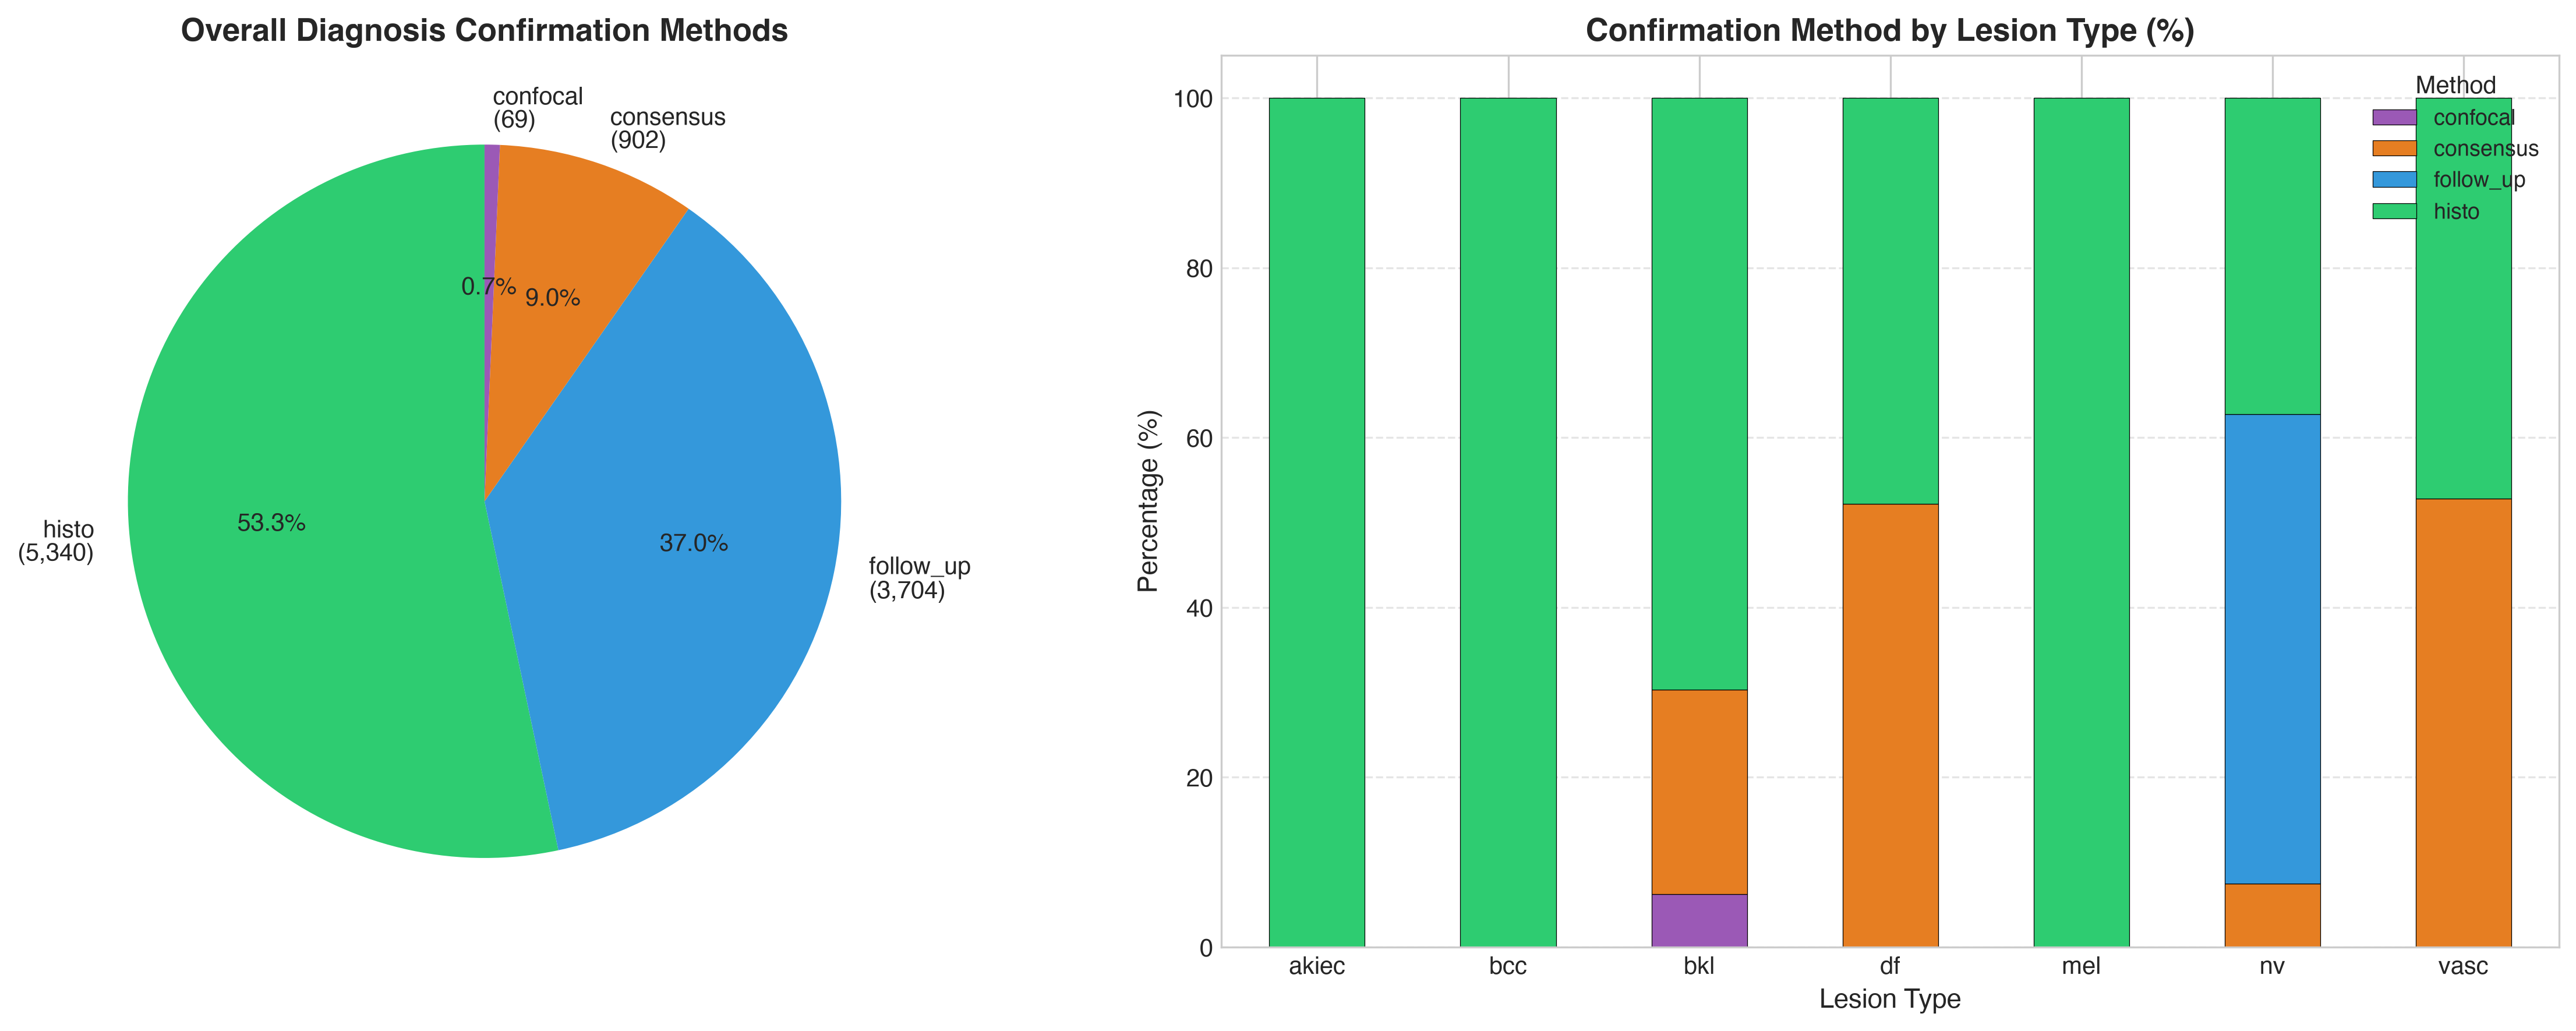 Overall Diagnosis Confirmation Methods
confocal
(69)
consensus
(902)
0.7%
9.0%
53.3%
37.0%
histo
(5,340)
follow_up
(3,704)
Confirmation Method by Lesion Type (%)
Method
confocal
consensus
follow_up
histo
100
80
60
40
20
0
Percentage (%)
akiec
bcc
bkl
df
mel
nv
vasc
Lesion Type